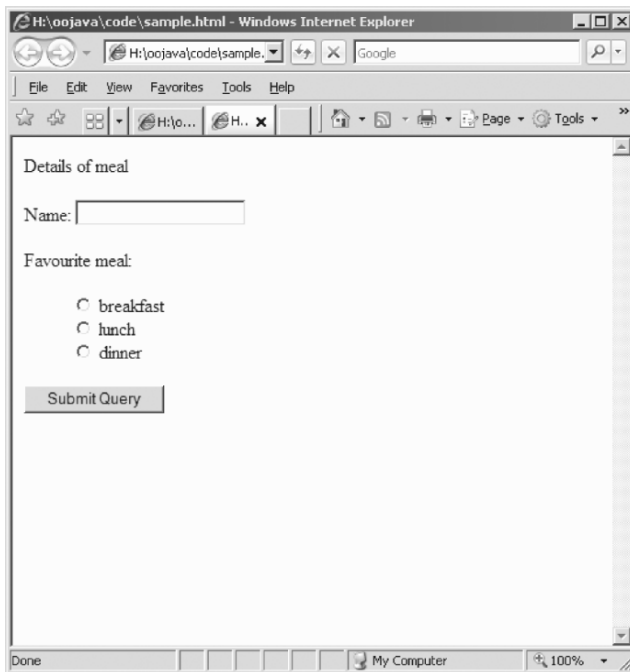 H:\oojava\code\sample.html - Windows Internet Explorer
H:\oojava\code\sample. Google
File Edit View Favorites Tools Help
H:\o... H.. Page Tools »
Details of meal
Name:
Favourite meal:
breakfast
lunch
dinner
Submit Query
Done My Computer 100%